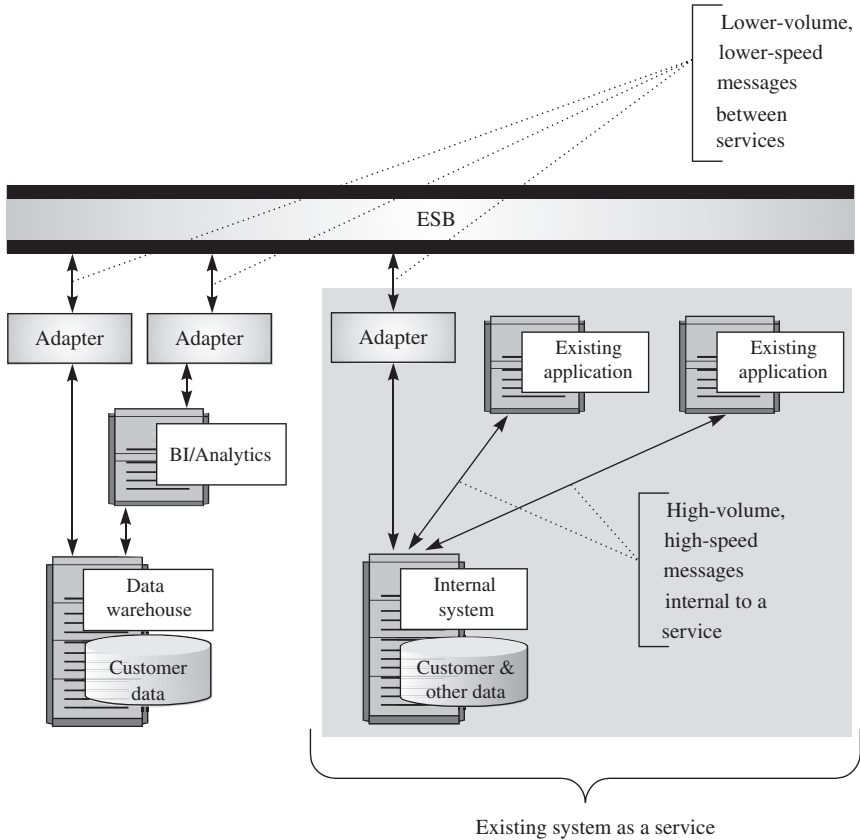 Lower-volume,
lower-speed
messages
between
services
ESB
Adapter
Adapter
Adapter
Existing
application
Existing
application
BI/Analytics
High-volume,
high-speed
messages
internal to a
service
Data
warehouse
Customer
data
Internal
system
Customer &
other data
Existing system as a service